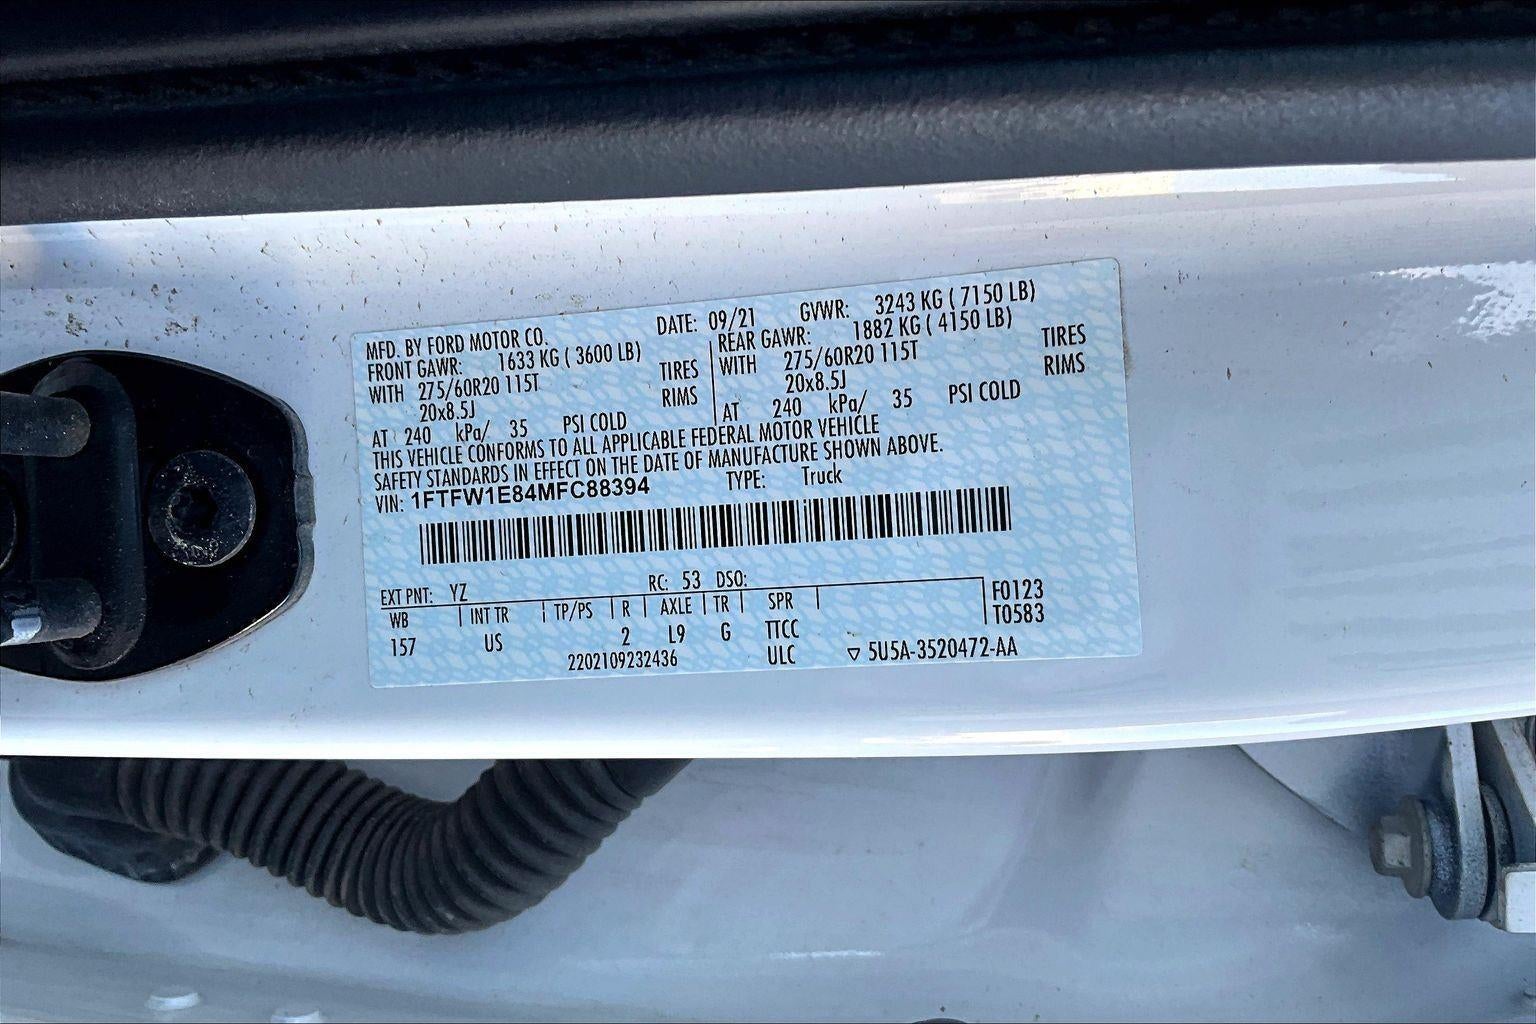 MFD. BY FORD MOTOR CO. DATE: 09/21 GVWR: 3243 KG ( 7150 LB)
FRONT GAWR: 1633 KG ( 3600 LB) REAR GAWR: 1882 KG ( 4150 LB)
WITH 275/60R20 115T TIRES WITH 275/60R20 115T TIRES
20x8.5J RIMS 20x8.5J RIMS
AT 240 kPa/ 35 PSI COLD AT 240 kPa/ 35 PSI COLD
THIS VEHICLE CONFORMS TO ALL APPLICABLE FEDERAL MOTOR VEHICLE
SAFETY STANDARDS IN EFFECT ON THE DATE OF MANUFACTURE SHOWN ABOVE.
VIN: 1FTFW1E84MFC88394 TYPE: Truck
EXT PNT: YZ RC: 53 DSO: F0123
WB INT TR TP/PS R AXLE TR SPR T0583
157 US 2 L9 G TTCC
2202109232436 ULC ▽ 5U5A-3520472-AA